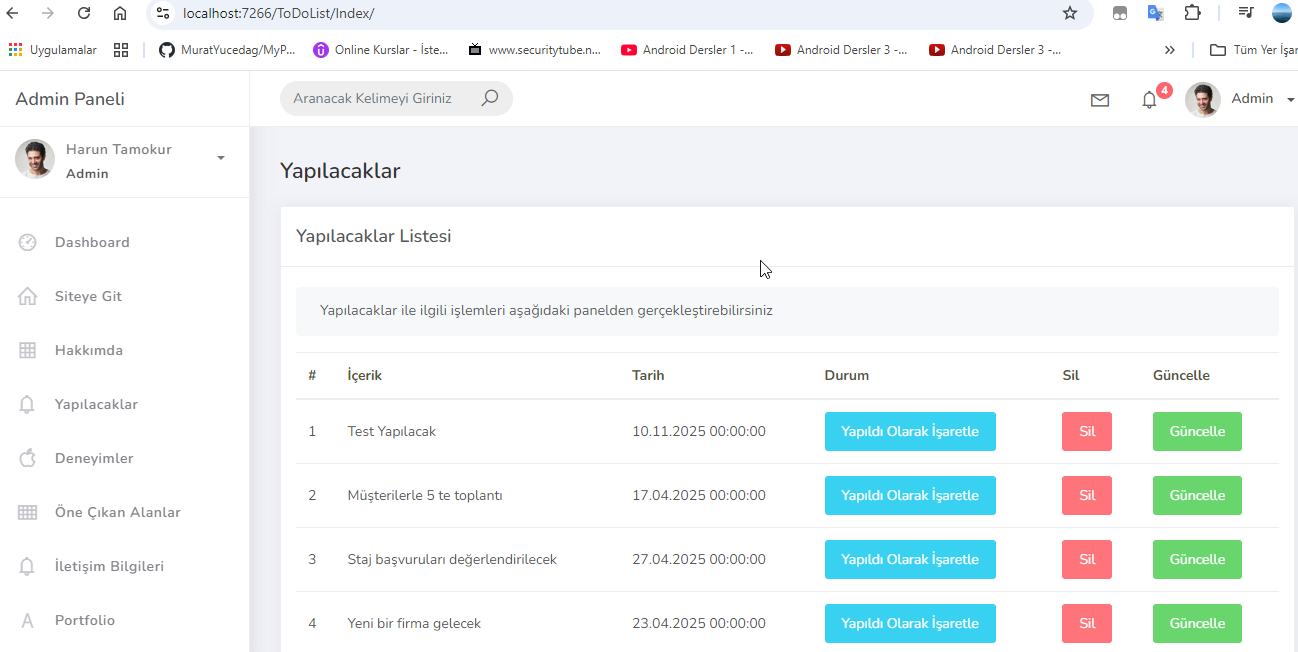 localhost:7266/ToDoList/Index/
Uygulamalar MuratYucedag/MyP... Online Kurslar - İste... www.securitytube.n... Android Dersler 1 -... Android Dersler 3 -... Android Dersler 3 -... » Tüm Yer İşar
Admin Paneli
Aranacak Kelimeyi Giriniz
4
Admin
Harun Tamokur
Admin
Dashboard
Siteye Git
Hakkımda
Yapılacaklar
Deneyimler
Öne Çıkan Alanlar
İletişim Bilgileri
Portfolio
Yapılacaklar
Yapılacaklar Listesi
Yapılacaklar ile ilgili işlemleri aşağıdaki panelden gerçekleştirebilirsiniz
# İçerik Tarih Durum Sil Güncelle
1 Test Yapılacak 10.11.2025 00:00:00 Yapıldı Olarak İşaretle Sil Güncelle
2 Müşterilerle 5 te toplantı 17.04.2025 00:00:00 Yapıldı Olarak İşaretle Sil Güncelle
3 Staj başvuruları değerlendirilecek 27.04.2025 00:00:00 Yapıldı Olarak İşaretle Sil Güncelle
4 Yeni bir firma gelecek 23.04.2025 00:00:00 Yapıldı Olarak İşaretle Sil Güncelle